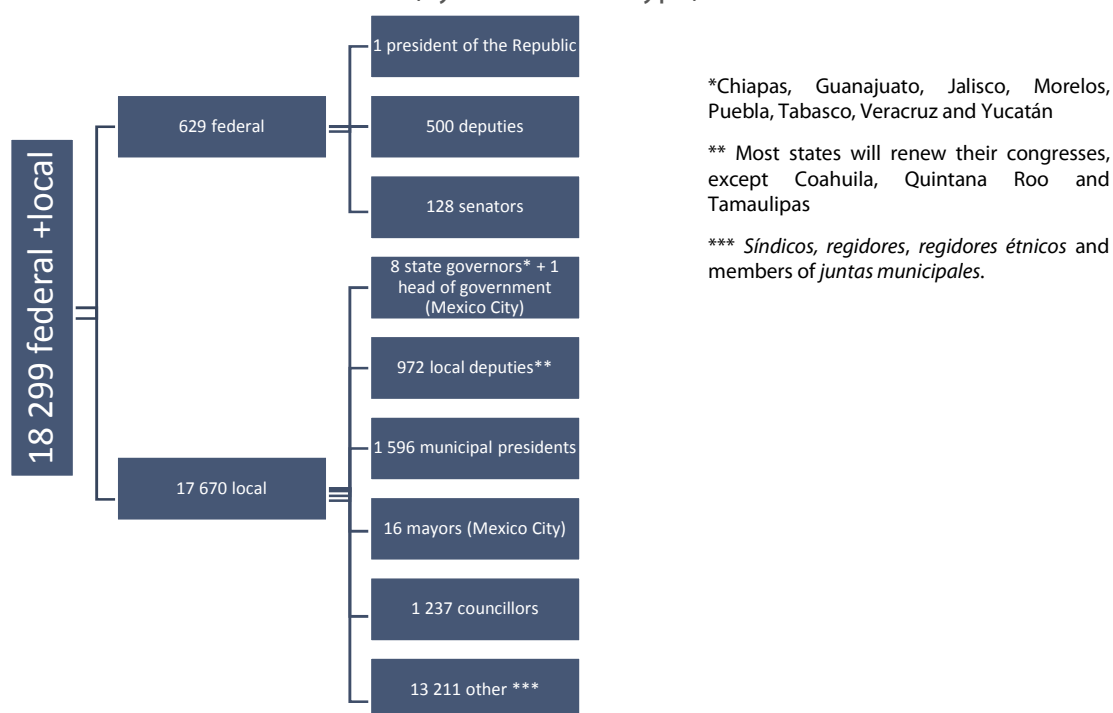 1 president of the Republic
629 federal
500 deputies
128 senators
18 299 federal +local
8 state governors* + 1
head of government
(Mexico City)
972 local deputies**
1 596 municipal presidents
17 670 local
16 mayors (Mexico City)
1 237 councillors
13 211 other ***
*Chiapas, Guanajuato, Jalisco, Morelos,
Puebla, Tabasco, Veracruz and Yucatán
** Most states will renew their congresses,
except Coahuila, Quintana Roo and
Tamaulipas
*** Síndicos, regidores, regidores étnicos and
members of juntas municipales.